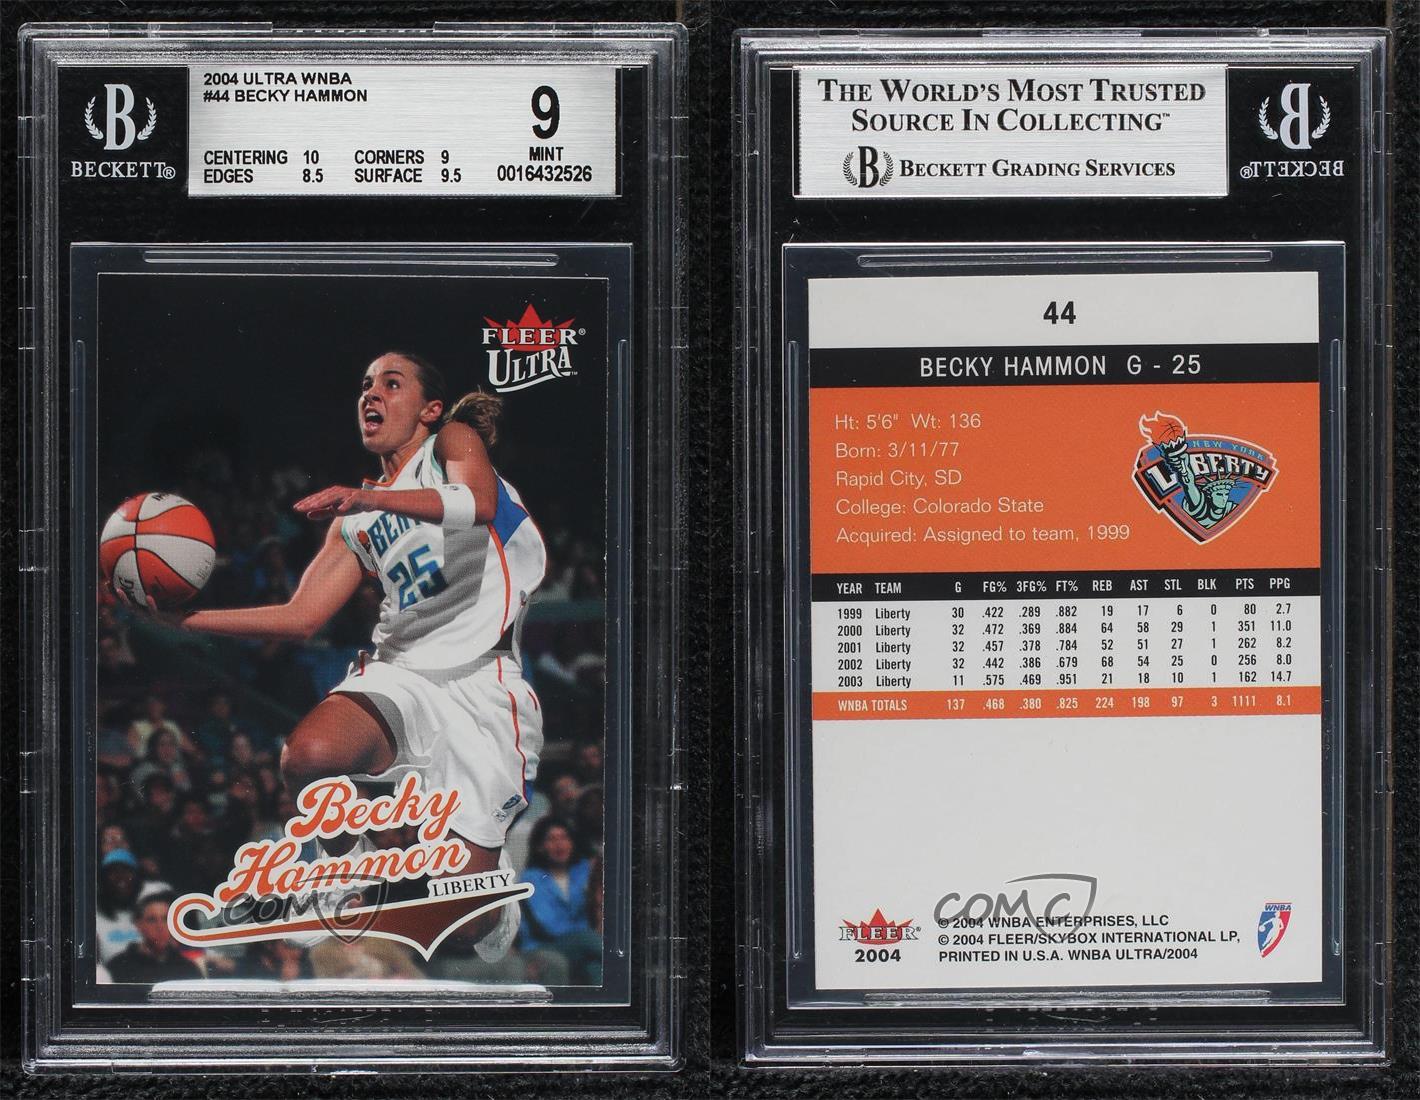 2004 ULTRA WNBA
#44 BECKY HAMMON
9
MINT
CENTERING 10 CORNERS 9
EDGES 8.5 SURFACE 9.5
0016432526
B
BECKETT®
FLEER®
ULTRA™
25
Becky
Hammon
LIBERTY
COMC
THE WORLD'S MOST TRUSTED
SOURCE IN COLLECTING™
B BECKETT GRADING SERVICES
B
BECKETT®
44
BECKY HAMMON G - 25
Ht: 5'6" Wt: 136
Born: 3/11/77
Rapid City, SD
College: Colorado State
Acquired: Assigned to team, 1999
NEW YORK
LIBERTY
YEAR TEAM G FG% 3FG% FT% REB AST STL BLK PTS PPG
1999 Liberty 30 .422 .289 .882 19 17 6 0 80 2.7
2000 Liberty 32 .472 .369 .884 64 58 29 1 351 11.0
2001 Liberty 32 .457 .378 .784 52 51 27 1 262 8.2
2002 Liberty 32 .442 .386 .679 68 54 25 0 256 8.0
2003 Liberty 11 .575 .469 .951 21 18 10 1 162 14.7
WNBA TOTALS 137 .468 .380 .825 224 198 97 3 1111 8.1
COMC
FLEER®
2004
© 2004 WNBA ENTERPRISES, LLC
© 2004 FLEER/SKYBOX INTERNATIONAL LP,
PRINTED IN U.S.A. WNBA ULTRA/2004
WNBA